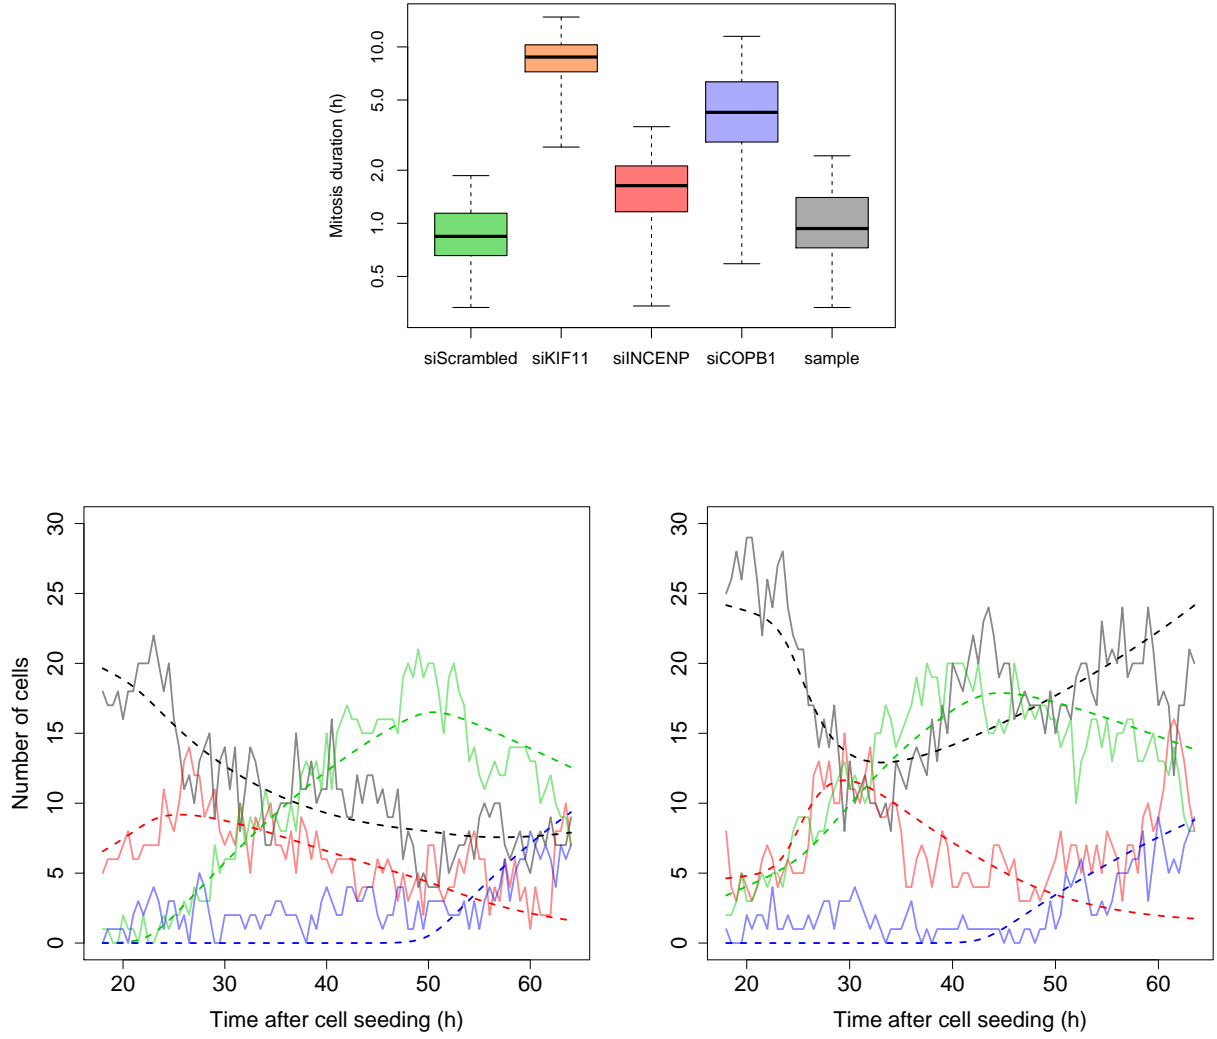 Mitosis duration (h)
10.0
5.0
2.0
1.0
0.5
siScrambled siKIF11 siINCENP siCOPB1 sample
Number of cells
30
25
20
15
10
5
0
20 30 40 50 60
Time after cell seeding (h)
30
25
20
15
10
5
0
20 30 40 50 60
Time after cell seeding (h)